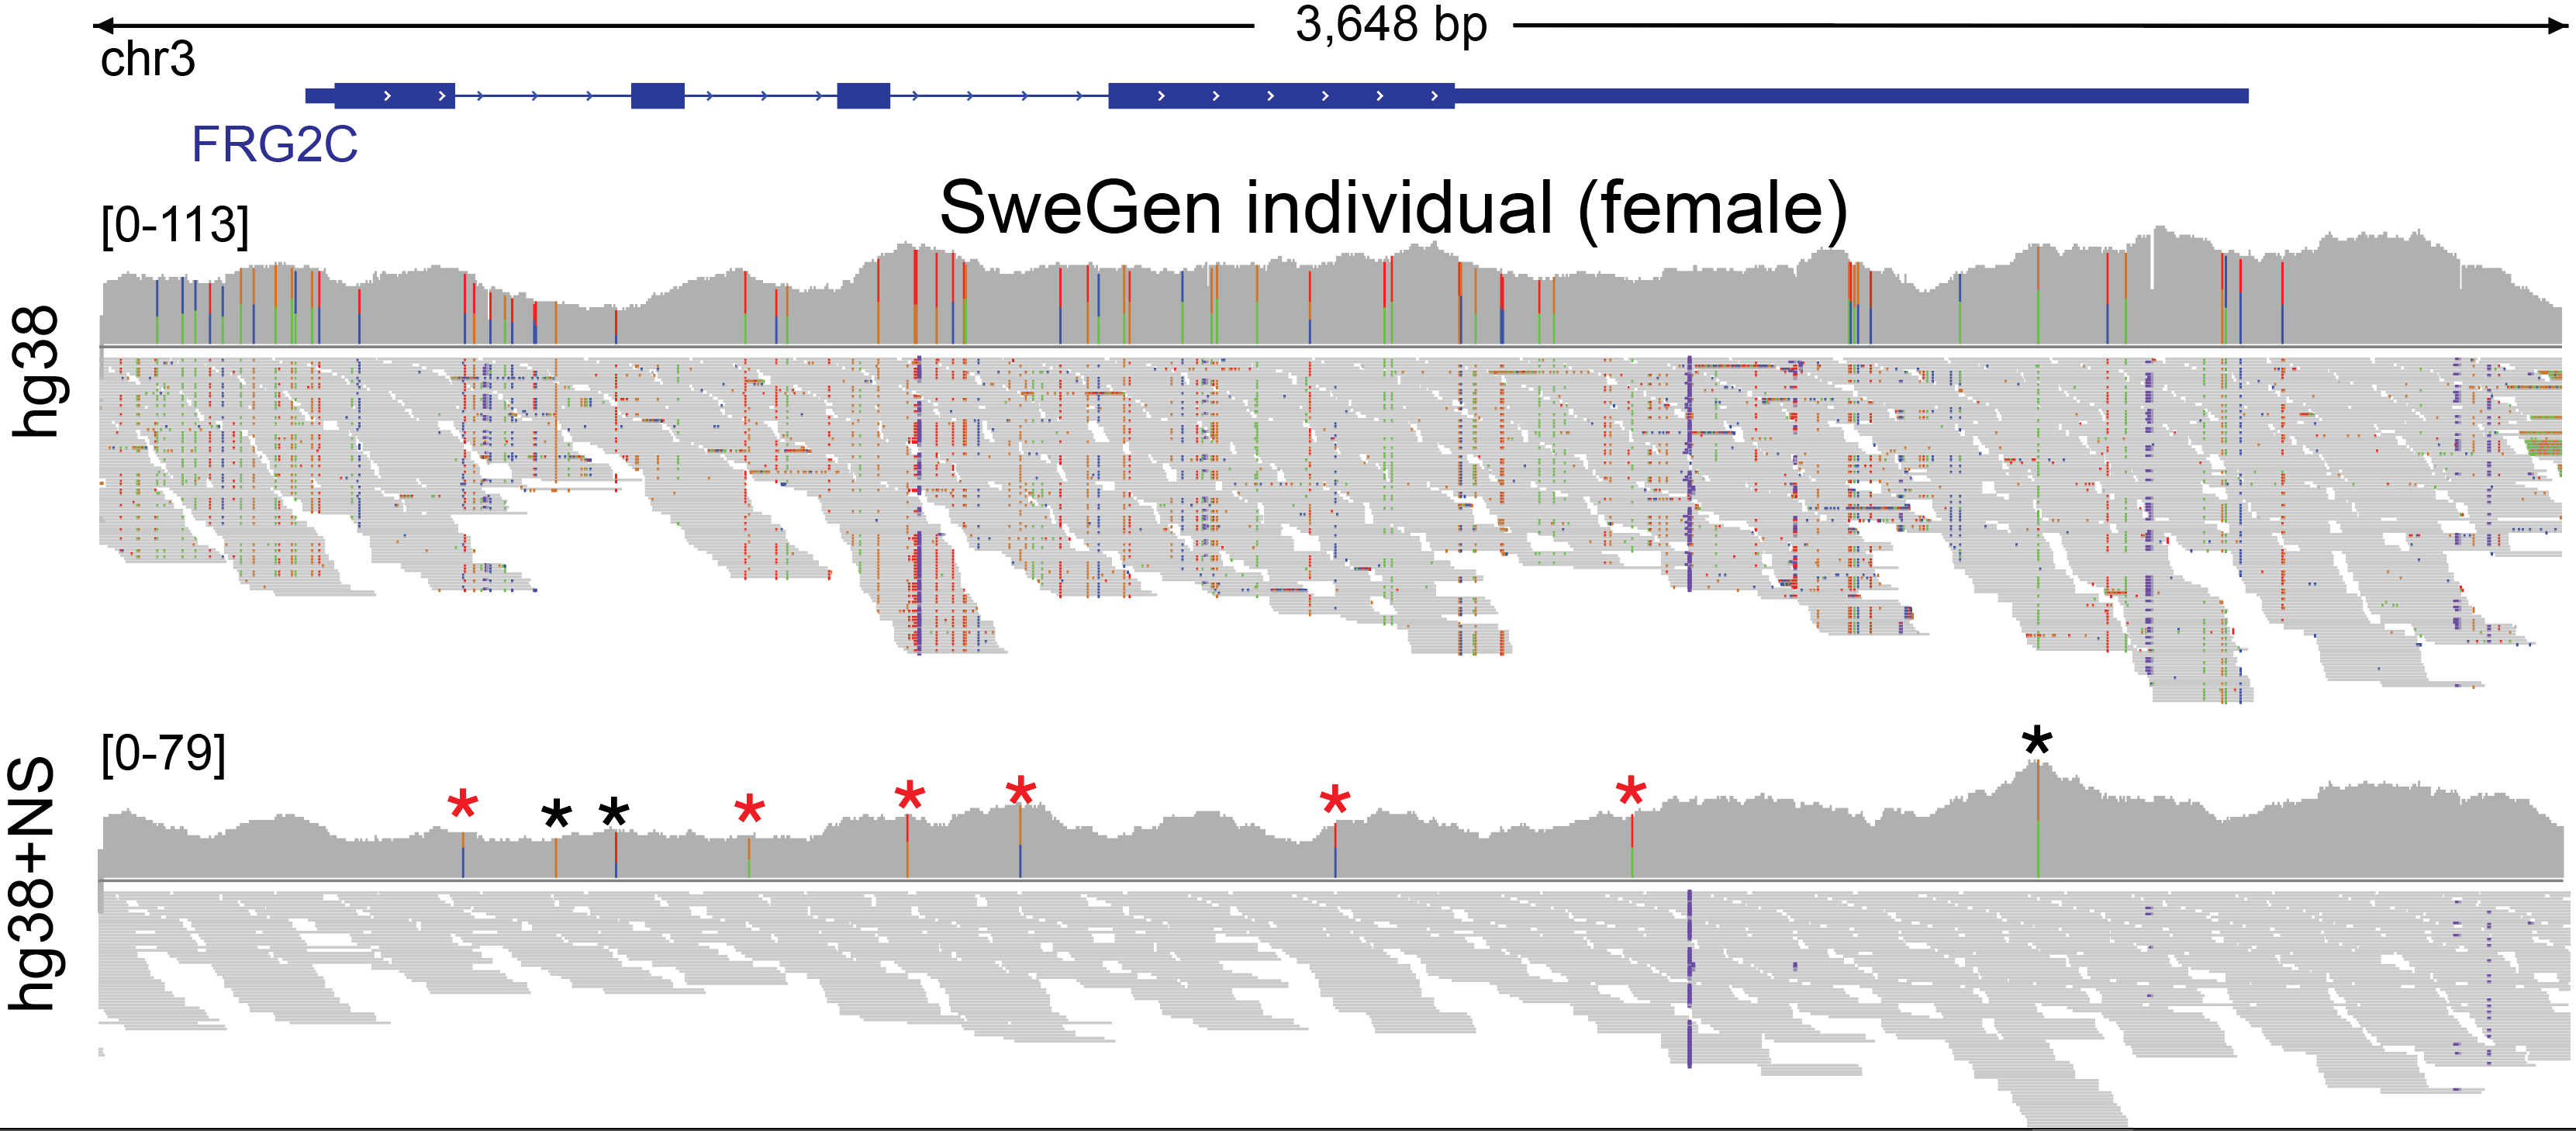 3,648 bp
chr3
FRG2C
SweGen individual (female)
[0-113]
hg38
[0-79]
* * * * * * * * *
hg38+NS